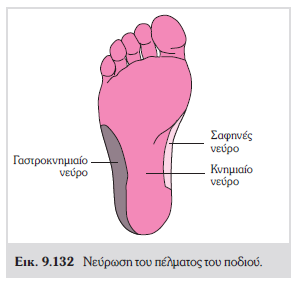 Σαφηνές
νεύρο
Γαστροκνημιαίο
νεύρο
Κνημιαίο
νεύρο
Εικ. 9.132 Νεύρωση του πέλματος του ποδιού.